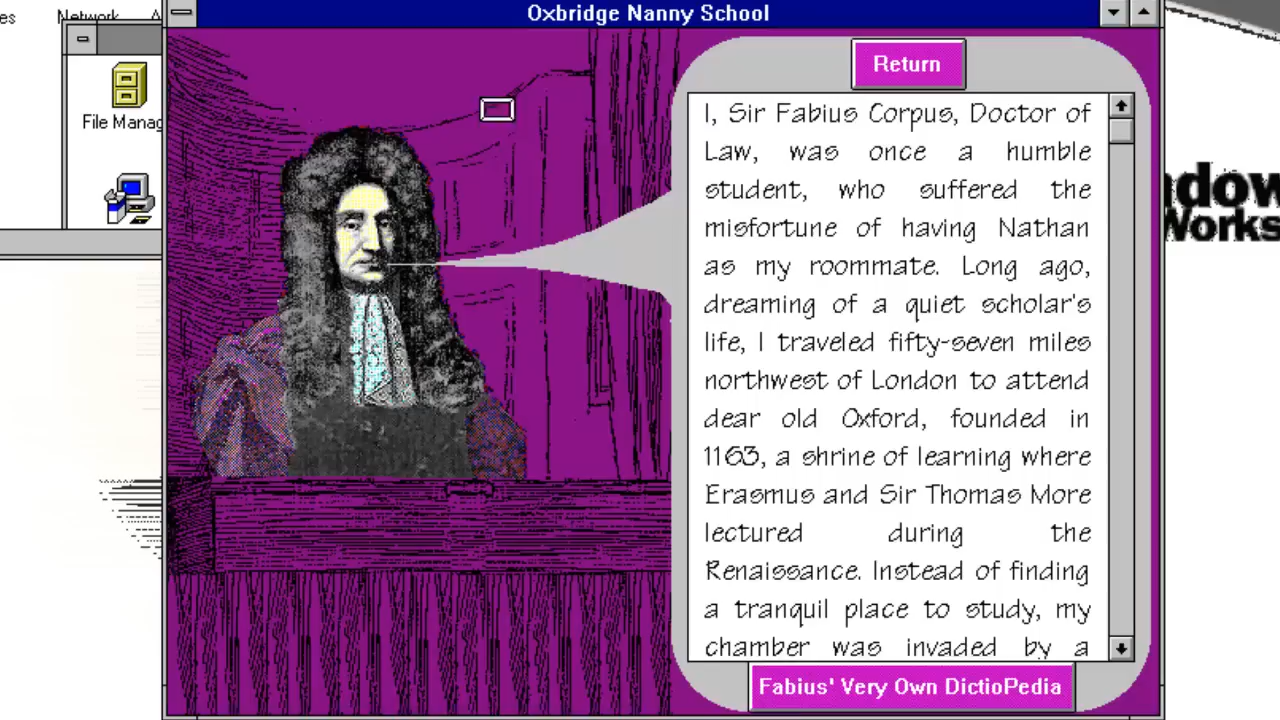 Oxbridge Nanny School
Network
File Manag
Return
I, Sir Fabius Corpus, Doctor of
Law, was once a humble
student, who suffered the
misfortune of having Nathan
as my roommate. Long ago,
dreaming of a quiet scholar's
life, I traveled fifty-seven miles
northwest of London to attend
dear old Oxford, founded in
1163, a shrine of learning where
Erasmus and Sir Thomas More
lectured during the
Renaissance. Instead of finding
a tranquil place to study, my
chamber was invaded by a
Fabius' Very Own DictioPedia
dow
Works